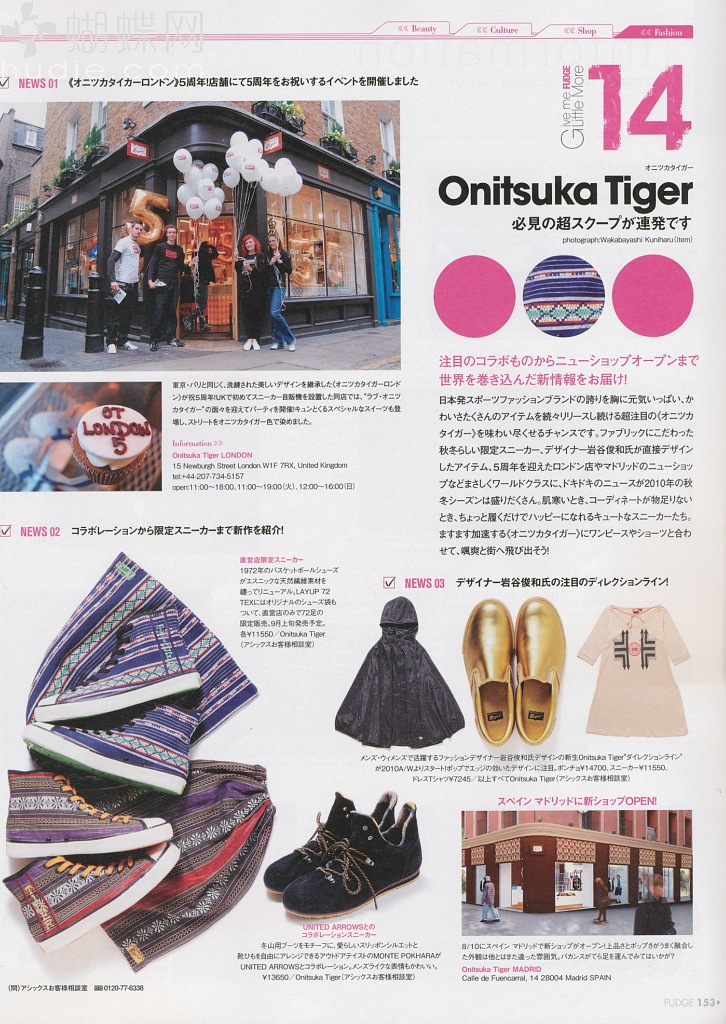 蝴蝶网
hudie.com
<<< Beauty
<<< Culture
<<< Shop
<<< Fashion
NEWS 01 《オニツカタイガーロンドン》5周年!店舗にて5周年をお祝いするイベントを開催しました
Give me FUDGE
Little More
14
オニツカタイガー
Onitsuka Tiger
必見の超スクープが連発です
photograph:Wakabayashi Kuniharu(item)
注目のコラボものからニューショップオープンまで
世界を巻き込んだ新情報をお届け!
日本発スポーツファッションブランドの誇りを胸に元気いっぱい、か
わいさたくさんのアイテムを続々リリースし続ける超注目の《オニツカ
タイガー》を味わい尽くせるチャンスです。ファブリックにこだわった
秋冬らしい限定スニーカー、デザイナー岩谷俊和氏が直接デザイン
したアイテム、5周年を迎えたロンドン店やマドリッドのニューショッ
プなどまさしくワールドクラスに、ドキドキのニュースが2010年の秋
冬シーズンは盛りだくさん。肌寒いとき、コーディネートが物足りない
とき、ちょっと履くだけでハッピーになれるキュートなスニーカーたち。
ますます加速する《オニツカタイガー》にワンピースやショーツと合わ
せて、颯爽と街へ飛び出そう!
5
GT
LONDON
5
東京・パリと同じく、洗練された美しいデザインを継承した《オニツカタイガーロンド
ン》が祝5周年!UKで初めてスニーカー自販機を設置した同店では、"ラブ・オニツ
カタイガー"の面々を迎えてパーティを開催!キュンとくるスペシャルなスイーツも登
場し、ストリートをオニツカタイガー色で染めました。
Information >>
Onitsuka Tiger LONDON
15 Newburgh Street London W1F 7RX, United Kingdom
tel:+44-207-734-5157
open:11:00〜18:00、11:00〜19:00(火)、12:00〜16:00(日)
NEWS 02 コラボレーションから限定スニーカーまで新作を紹介!
直営店限定スニーカー
1972年のバスケットボールシューズ
がエスニックな天然繊維素材を
纏ってリニューアル。LAYUP 72
TEXにはオリジナルのシューズ袋も
ついて、直営店のみで72足の
限定販売。9月上旬発売予定。
各¥11550/Onitsuka Tiger
(アシックスお客様相談室)
UNITED ARROWSとの
コラボレーションスニーカー
冬山用ブーツをモチーフに、愛らしいスリッポンシルエットと
靴ひもを自由にアレンジできるアウトドアテイストのMONTE POKHARAが
UNITED ARROWSとコラボレーション。メンズライクな表情もかわいい。
¥13650/Onitsuka Tiger(アシックスお客様相談室)
NEWS 03 デザイナー岩谷俊和氏の注目のディレクションライン!
メンズ・ウィメンズで活躍するファッションデザイナー岩谷俊和氏デザインの新生Onitsuka Tiger"ダイレクションライン"
が2010A/Wよりスタート!ポップでエッジの効いたデザインに注目。ポンチョ¥14700、スニーカー¥11550、
ドレスTシャツ¥7245/以上すべてOnitsuka Tiger(アシックスお客様相談室)
スペイン マドリッドに新ショップOPEN!
8/10にスペイン マドリッドで新ショップがオープン!上品さとポップさがうまく融合し
た外観は他とはまた違った雰囲気。バカンスがてら足を運んでみてはいかが?
Onitsuka Tiger MADRID
Calle de Fuencarral, 14 28004 Madrid SPAIN
(問)アシックスお客様相談室 0120-77-6338
FUDGE 153